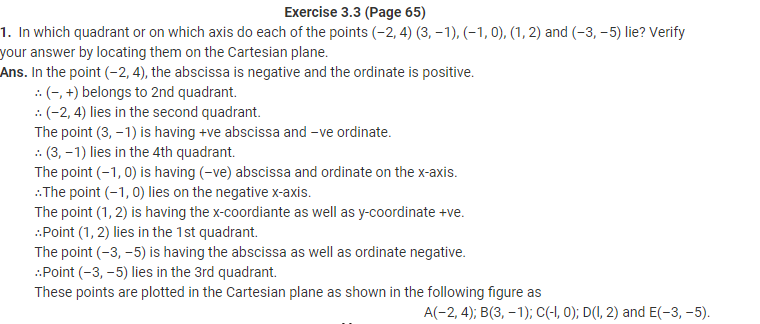 Exercise 3.3 (Page 65)
1. In which quadrant or on which axis do each of the points (−2, 4) (3, −1), (−1, 0), (1, 2) and (−3, −5) lie? Verify
your answer by locating them on the Cartesian plane.
Ans. In the point (−2, 4), the abscissa is negative and the ordinate is positive.
∴ (−, +) belongs to 2nd quadrant.
∴ (−2, 4) lies in the second quadrant.
The point (3, −1) is having +ve abscissa and −ve ordinate.
∴ (3, −1) lies in the 4th quadrant.
The point (−1, 0) is having (−ve) abscissa and ordinate on the x-axis.
∴The point (−1, 0) lies on the negative x-axis.
The point (1, 2) is having the x-coordiante as well as y-coordinate +ve.
∴Point (1, 2) lies in the 1st quadrant.
The point (−3, −5) is having the abscissa as well as ordinate negative.
∴Point (−3, −5) lies in the 3rd quadrant.
These points are plotted in the Cartesian plane as shown in the following figure as
A(−2, 4); B(3, −1); C(-l, 0); D(l, 2) and E(−3, −5).